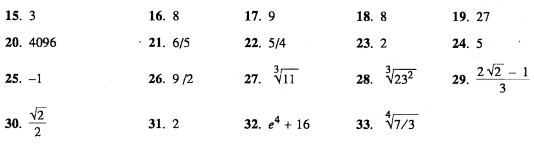 15. 3 16. 8 17. 9 18. 8 19. 27
20. 4096 21. 6/5 22. 5/4 23. 2 24. 5
25. −1 26. 9/2 27. ∛11 28. ∛23² 29. (2√2 − 1)/3
30. √2/2 31. 2 32. e⁴ + 16 33. ∜7/3